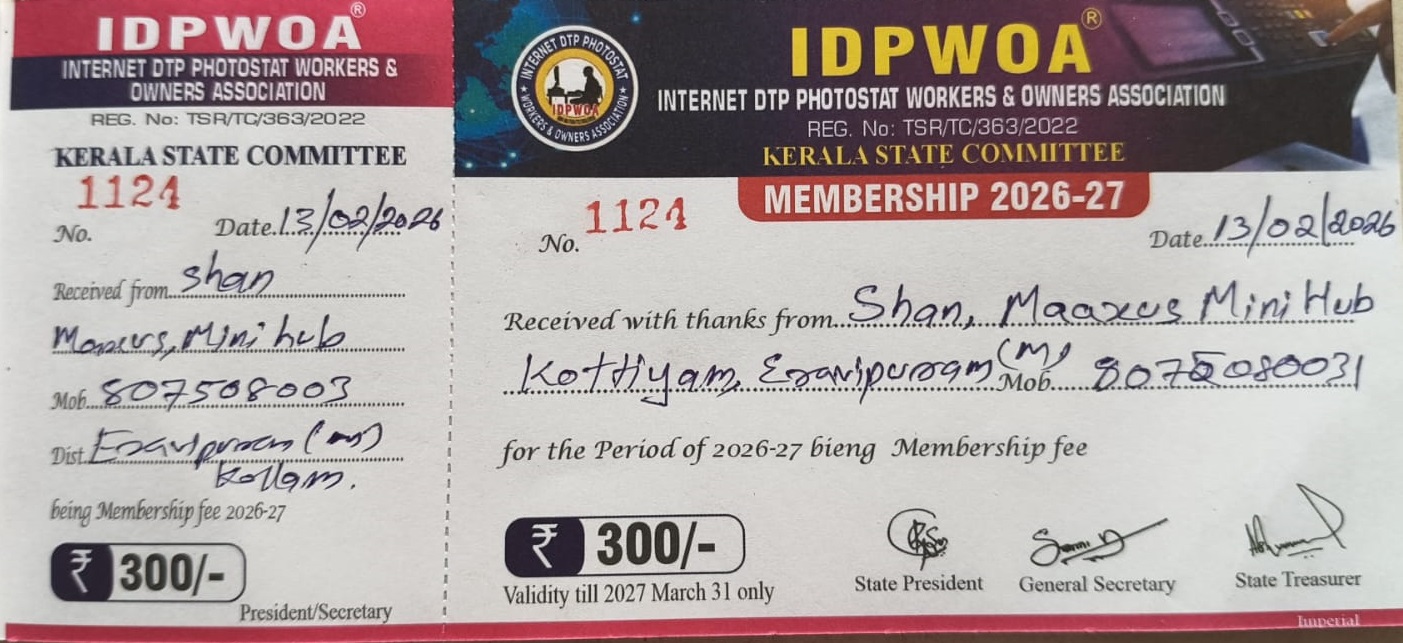 IDPWOA®
INTERNET DTP PHOTOSTAT WORKERS &
OWNERS ASSOCIATION
REG. No: TSR/TC/363/2022
KERALA STATE COMMITTEE
1124
No. Date. 13/02/2026
Received from Shan
Maxus, Mini hub
Mob. 807508003
Dist. Eravipuram (m)
Kollam.
being Membership fee 2026-27
₹ 300/-
President/Secretary
INTERNET DTP PHOTOSTAT
IDPWOA
WORKERS & OWNERS ASSOCIATION
IDPWOA®
INTERNET DTP PHOTOSTAT WORKERS & OWNERS ASSOCIATION
REG. No: TSR/TC/363/2022
KERALA STATE COMMITTEE
MEMBERSHIP 2026-27
No. 1124
Date. 13/02/2026
Received with thanks from Shan, Maaxus Mini Hub
Kottiyam, Eravipurram (M) Mob. 8075080031
for the Period of 2026-27 bieng Membership fee
₹ 300/-
Validity till 2027 March 31 only
State President
General Secretary
State Treasurer
Imperial